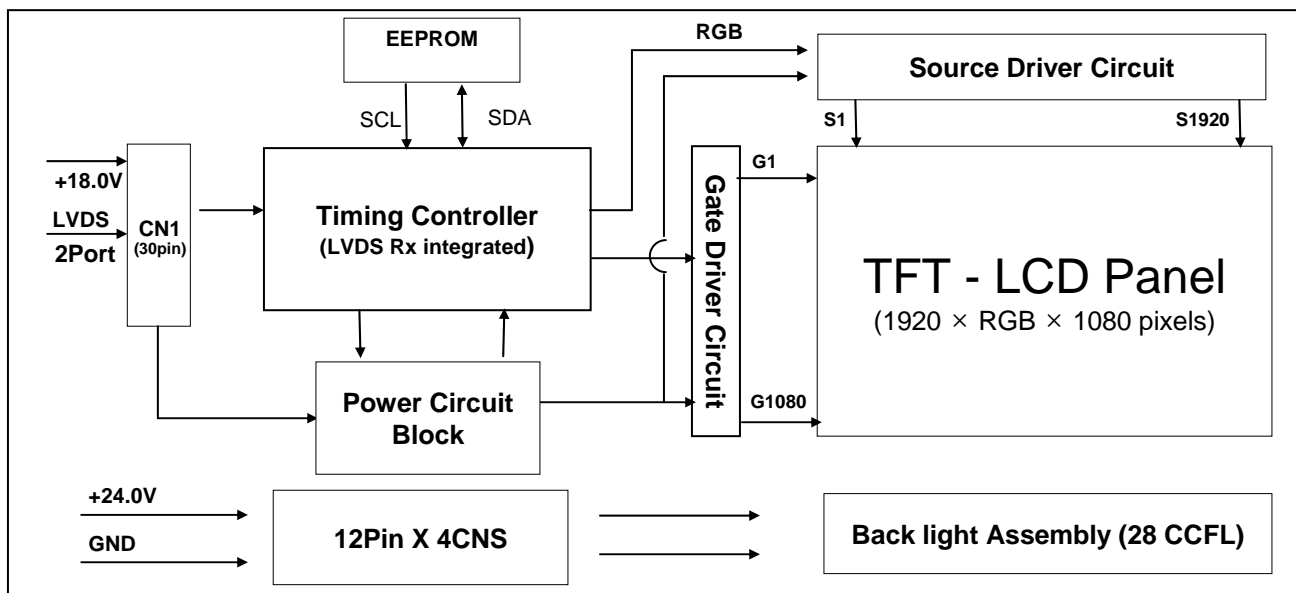 EEPROM
RGB
Source Driver Circuit
SCL
SDA
S1
S1920
+18.0V
LVDS
2Port
CN1
(30pin)
Timing Controller
(LVDS Rx integrated)
Gate Driver Circuit
G1
G1080
TFT - LCD Panel
(1920 × RGB × 1080 pixels)
Power Circuit
Block
+24.0V
GND
12Pin X 4CNS
Back light Assembly (28 CCFL)